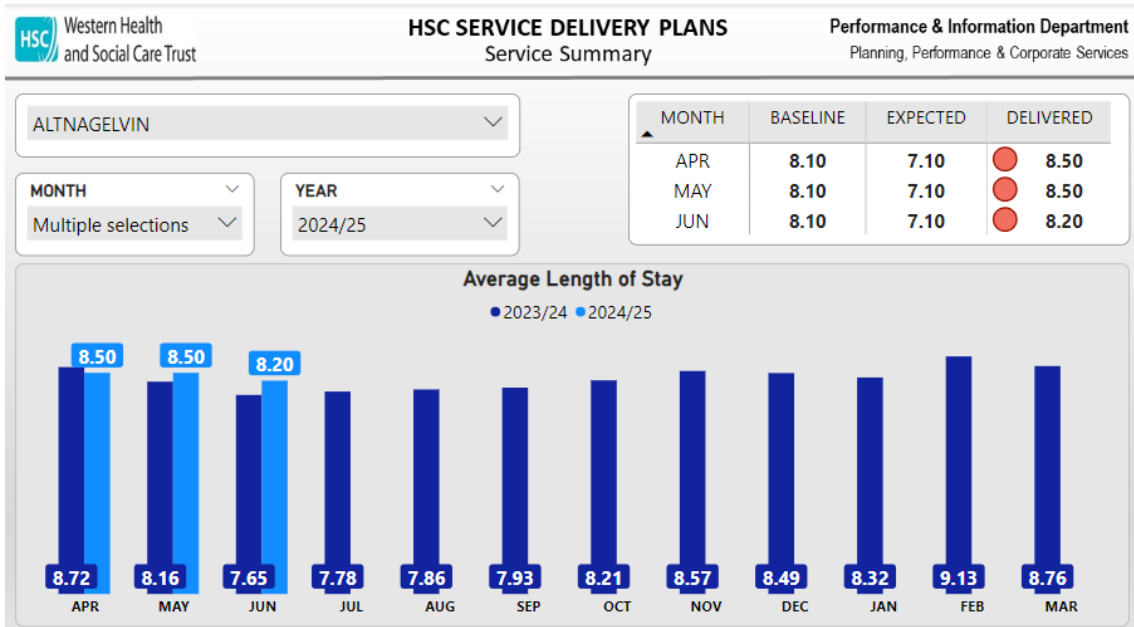 HSC
Western Health
and Social Care Trust
HSC SERVICE DELIVERY PLANS
Service Summary
Performance & Information Department
Planning, Performance & Corporate Services
ALTNAGELVIN
MONTH
Multiple selections
YEAR
2024/25
MONTH BASELINE EXPECTED DELIVERED
APR 8.10 7.10 8.50
MAY 8.10 7.10 8.50
JUN 8.10 7.10 8.20
Average Length of Stay
2023/24 2024/25
8.50 8.50 8.20
8.72 8.16 7.65 7.78 7.86 7.93 8.21 8.57 8.49 8.32 9.13 8.76
APR MAY JUN JUL AUG SEP OCT NOV DEC JAN FEB MAR